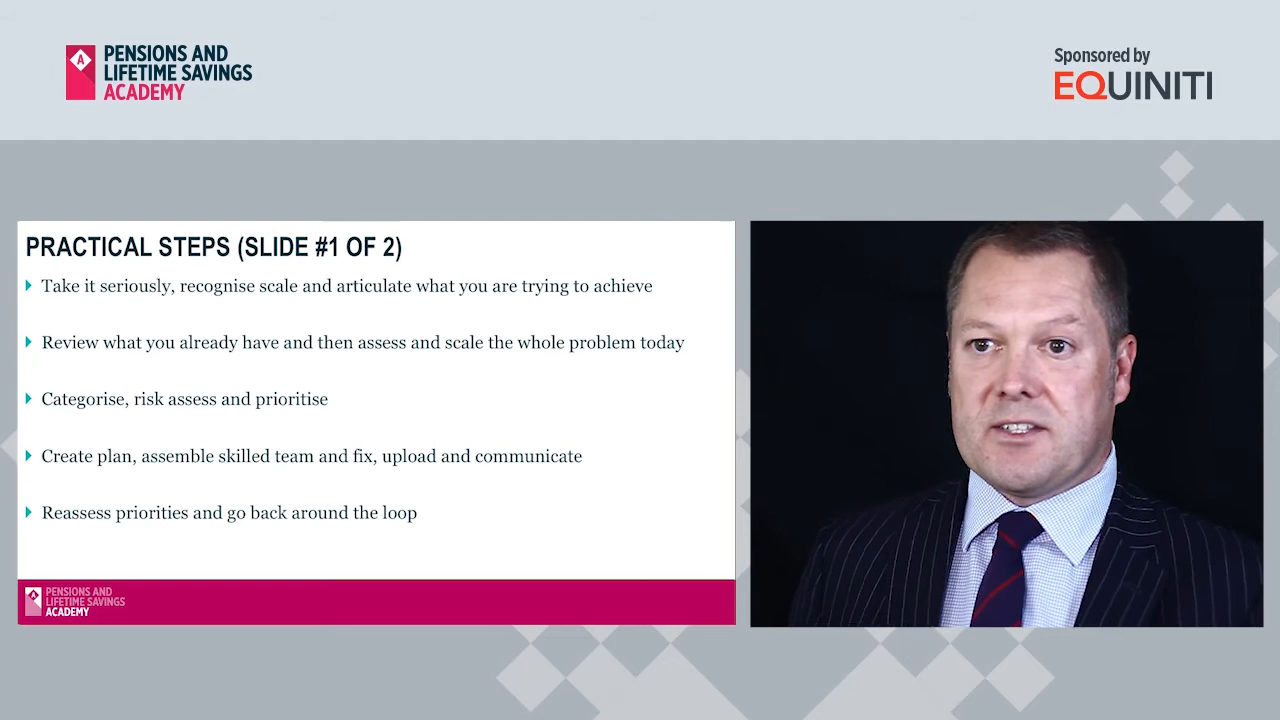 PENSIONS AND
LIFETIME SAVINGS
ACADEMY
A
Sponsored by
EQUINITI
PRACTICAL STEPS (SLIDE #1 OF 2)
Take it seriously, recognise scale and articulate what you are trying to achieve
Review what you already have and then assess and scale the whole problem today
Categorise, risk assess and prioritise
Create plan, assemble skilled team and fix, upload and communicate
Reassess priorities and go back around the loop
A
PENSIONS AND
LIFETIME SAVINGS
ACADEMY